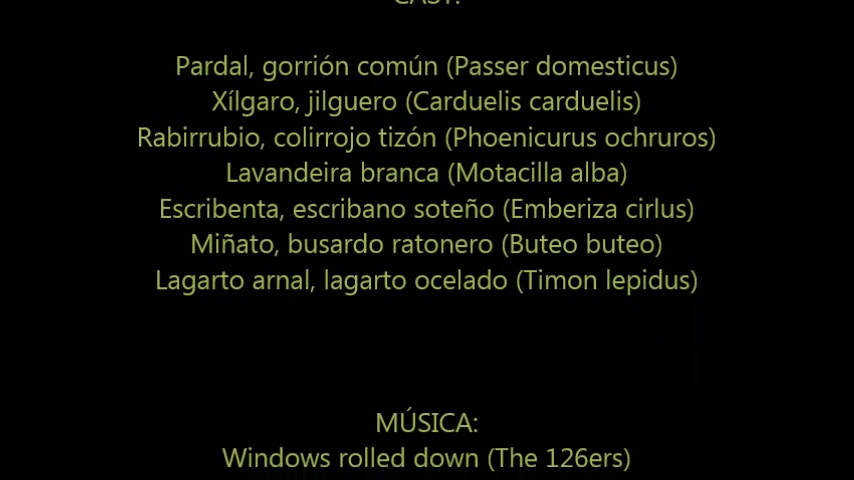 CAST:
Pardal, gorrión común (Passer domesticus)
Xílgaro, jilguero (Carduelis carduelis)
Rabirrubio, colirrojo tizón (Phoenicurus ochruros)
Lavandeira branca (Motacilla alba)
Escribenta, escribano soteño (Emberiza cirlus)
Miñato, busardo ratonero (Buteo buteo)
Lagarto arnal, lagarto ocelado (Timon lepidus)
MÚSICA:
Windows rolled down (The 126ers)